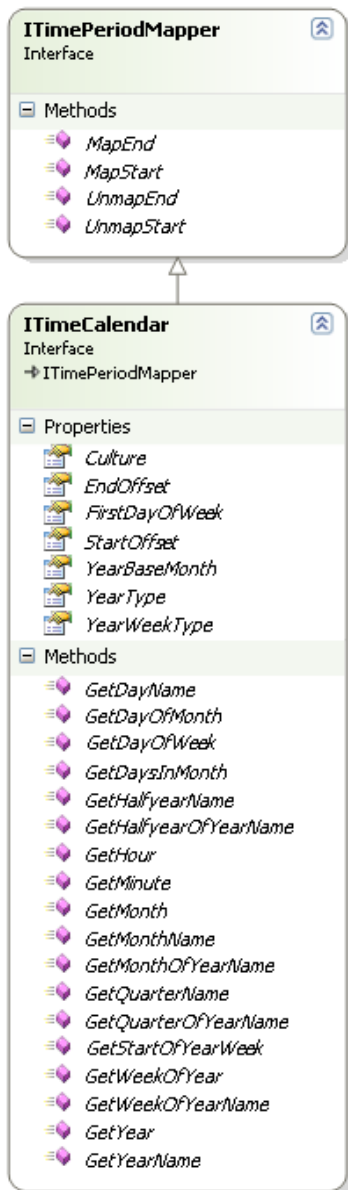 ITimePeriodMapper
Interface
Methods
MapEnd
MapStart
UnmapEnd
UnmapStart
ITimeCalendar
Interface
ITimePeriodMapper
Properties
Culture
EndOffset
FirstDayOfWeek
StartOffset
YearBaseMonth
YearType
YearWeekType
Methods
GetDayName
GetDayOfMonth
GetDayOfWeek
GetDaysInMonth
GetHalfyearName
GetHalfyearOfYearName
GetHour
GetMinute
GetMonth
GetMonthName
GetMonthOfYearName
GetQuarterName
GetQuarterOfYearName
GetStartOfYearWeek
GetWeekOfYear
GetWeekOfYearName
GetYear
GetYearName